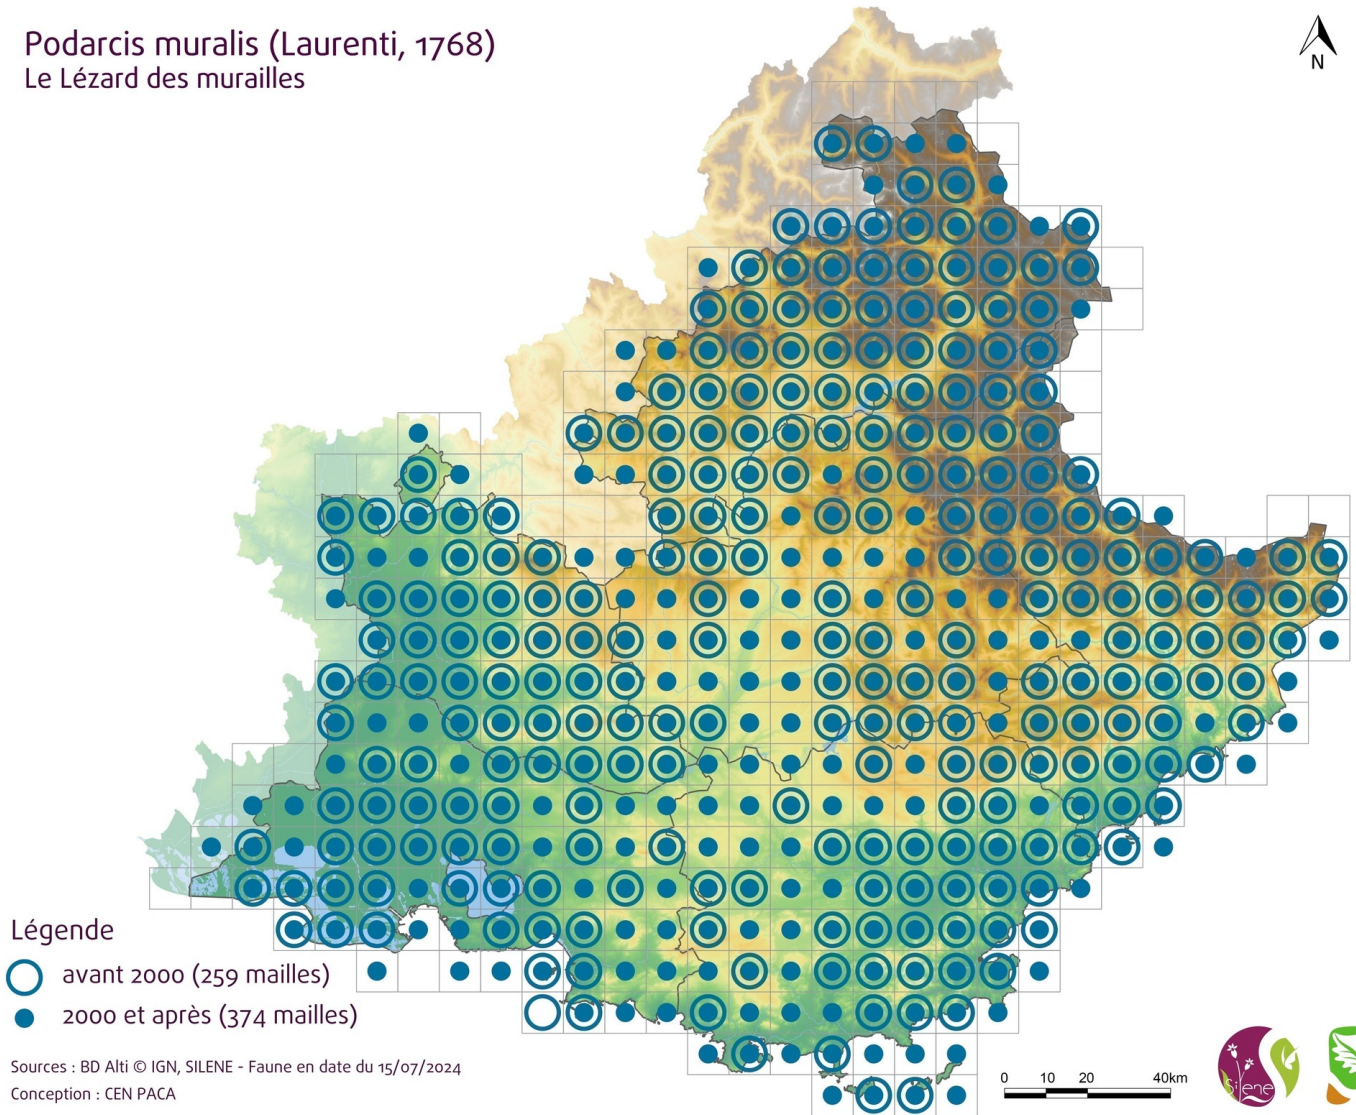 Podarcis muralis (Laurenti, 1768)
Le Lézard des murailles
N
Légende
avant 2000 (259 mailles)
2000 et après (374 mailles)
Sources : BD Alti © IGN, SILENE - Faune en date du 15/07/2024
Conception : CEN PACA
0 10 20 40km
Silene